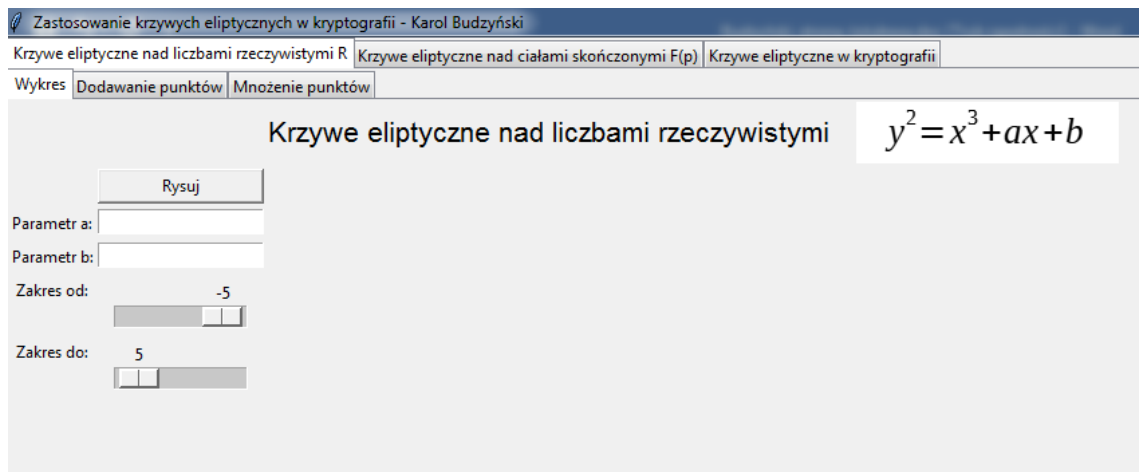 Zastosowanie krzywych eliptycznych w kryptografii - Karol Budzyński
Krzywe eliptyczne nad liczbami rzeczywistymi R Krzywe eliptyczne nad ciałami skończonymi F(p) Krzywe eliptyczne w kryptografii
Wykres Dodawanie punktów Mnożenie punktów
Krzywe eliptyczne nad liczbami rzeczywistymi y²=x³+ax+b
Rysuj
Parametr a:
Parametr b:
Zakres od: -5
Zakres do: 5